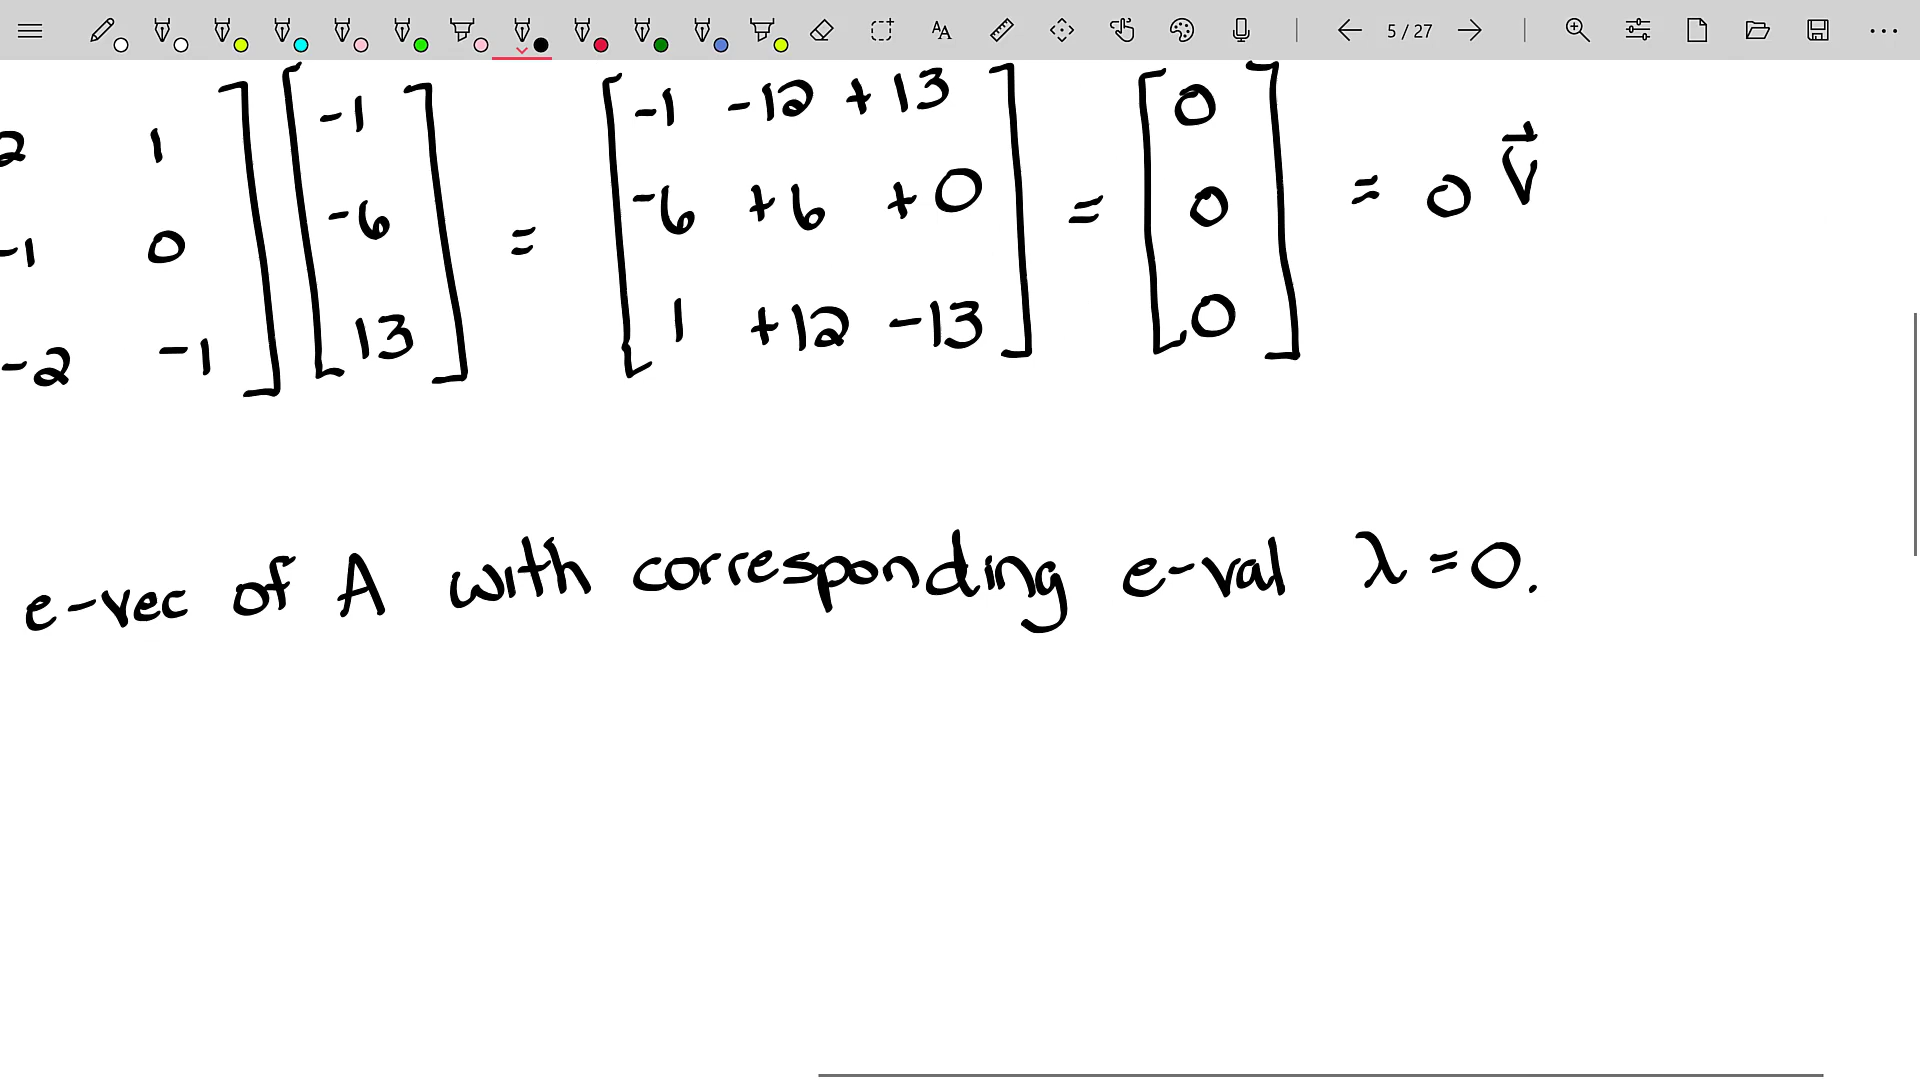 5 / 27
2 1 ] [ -1 ] = [ -1 -12 +13 ] = [ 0 ] = 0 v⃗
-1 0 ] [ -6 ] [ -6 +6 +0 ] [ 0 ]
-2 -1 ] [ 13 ] [ 1 +12 -13 ] [ 0 ]
e-vec of A with corresponding e-val λ = 0.